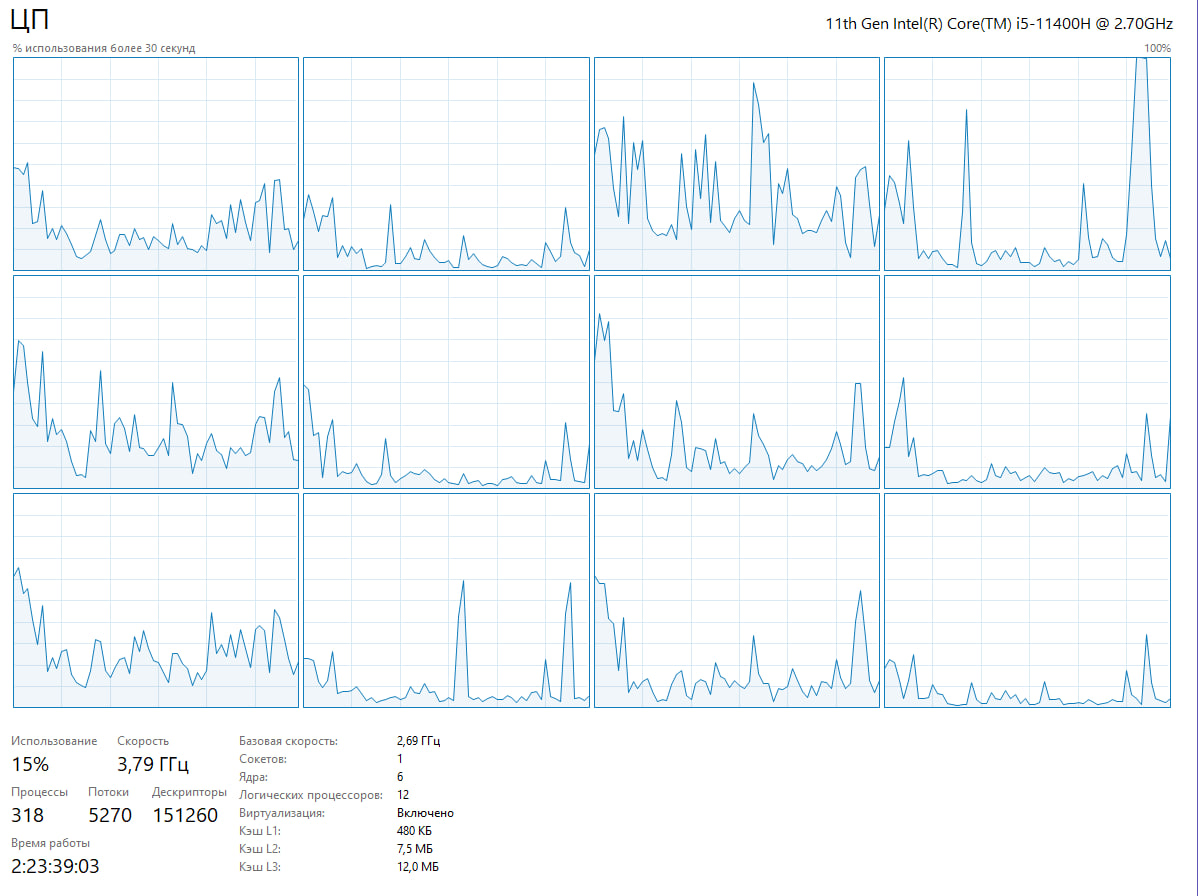 ЦП
11th Gen Intel(R) Core(TM) i5-11400H @ 2.70GHz
% использования более 30 секунд
100%
Использование Скорость
15% 3,79 ГГц
Процессы Потоки Дескрипторы
318 5270 151260
Время работы
2:23:39:03
Базовая скорость: 2,69 ГГц
Сокетов: 1
Ядра: 6
Логических процессоров: 12
Виртуализация: Включено
Кэш L1: 480 КБ
Кэш L2: 7,5 МБ
Кэш L3: 12,0 МБ